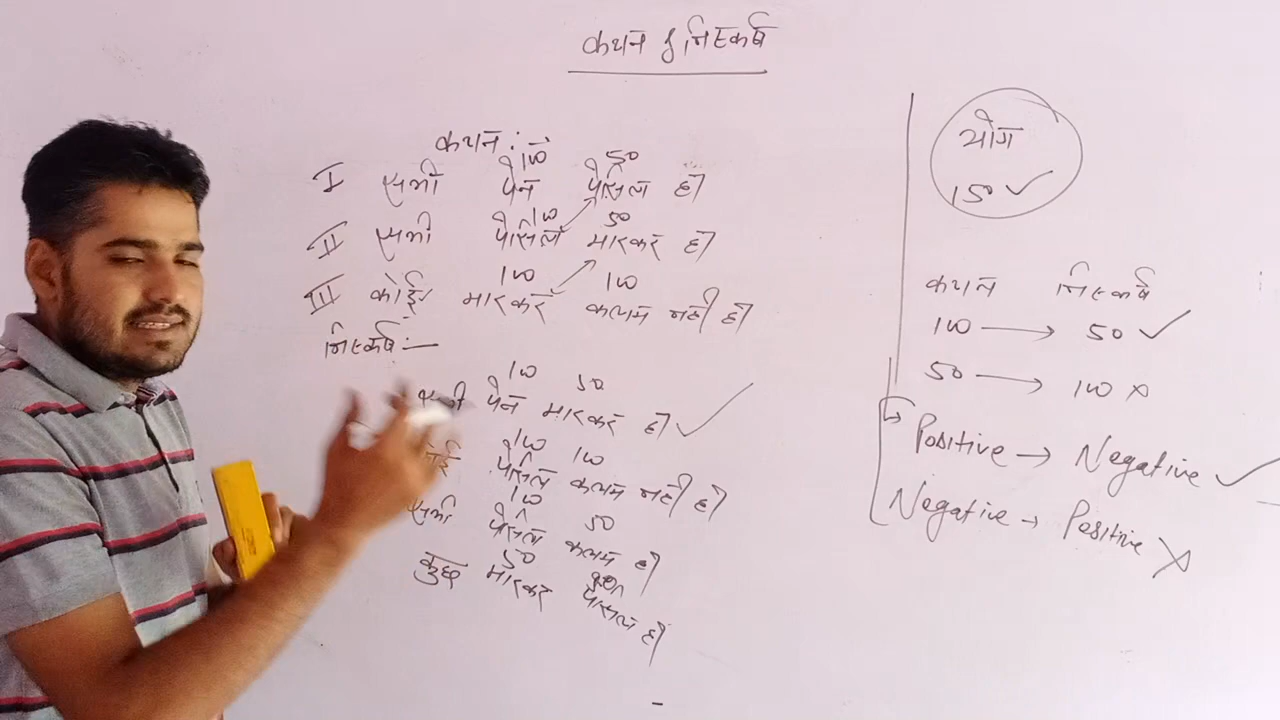 कथन & निष्कर्ष
कथन :
100 50
I सभी पेन पेंसिल है
100 50
II सभी पेंसिल मारकर है
100 100
III कोई मारकर कलम नही है
निष्कर्ष :—
100 50
पेन मारकर है ✓
100 100
पेंसिल कलम नही है
100 50
सभी पेंसिल कलम है
50
कुछ मारकर पेंसिल है
योग
150 ✓
कथन निष्कर्ष
100 → 50 ✓
50 → 100 ×
↳ Positive → Negative ✓
Negative → Positive ×